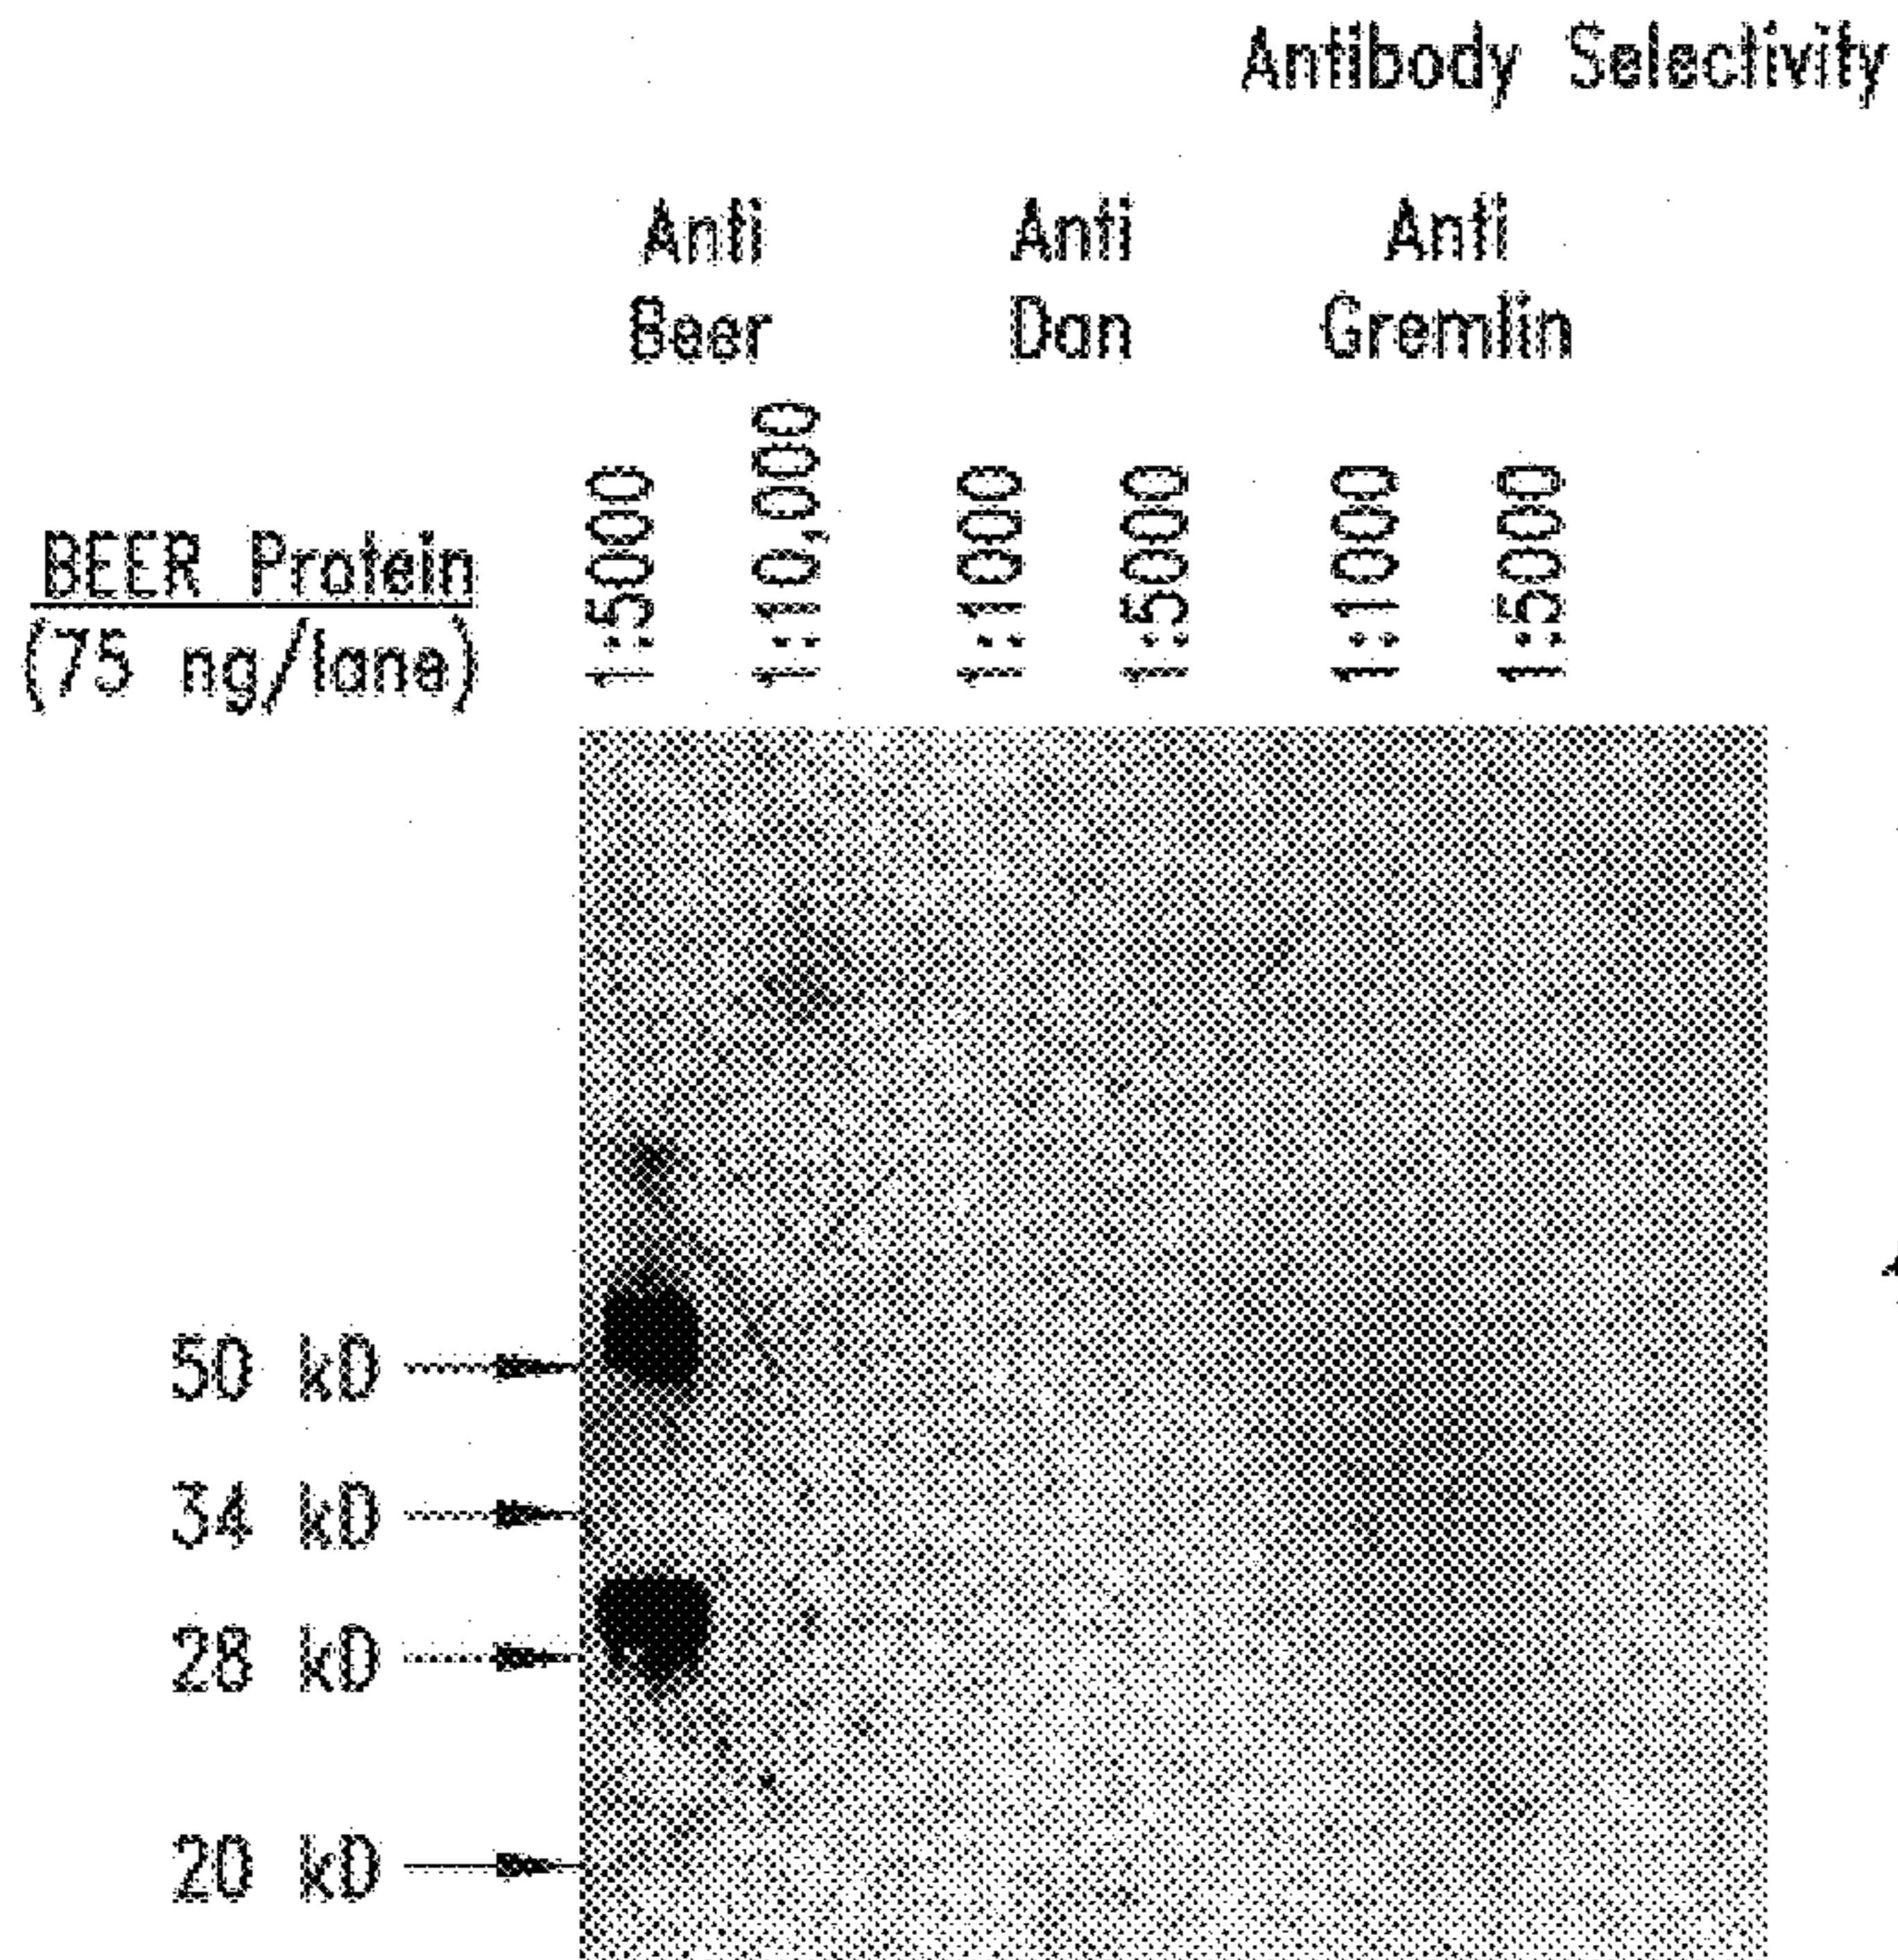 Antibody Selectivity
Anti Anti Anti
Beer Dan Gremlin
BEER Protein
(75 ng/lane)
1:5000 1:10,000 1:1000 1:5000 1:1000 1:5000
50 kD
34 kD
28 kD
20 kD